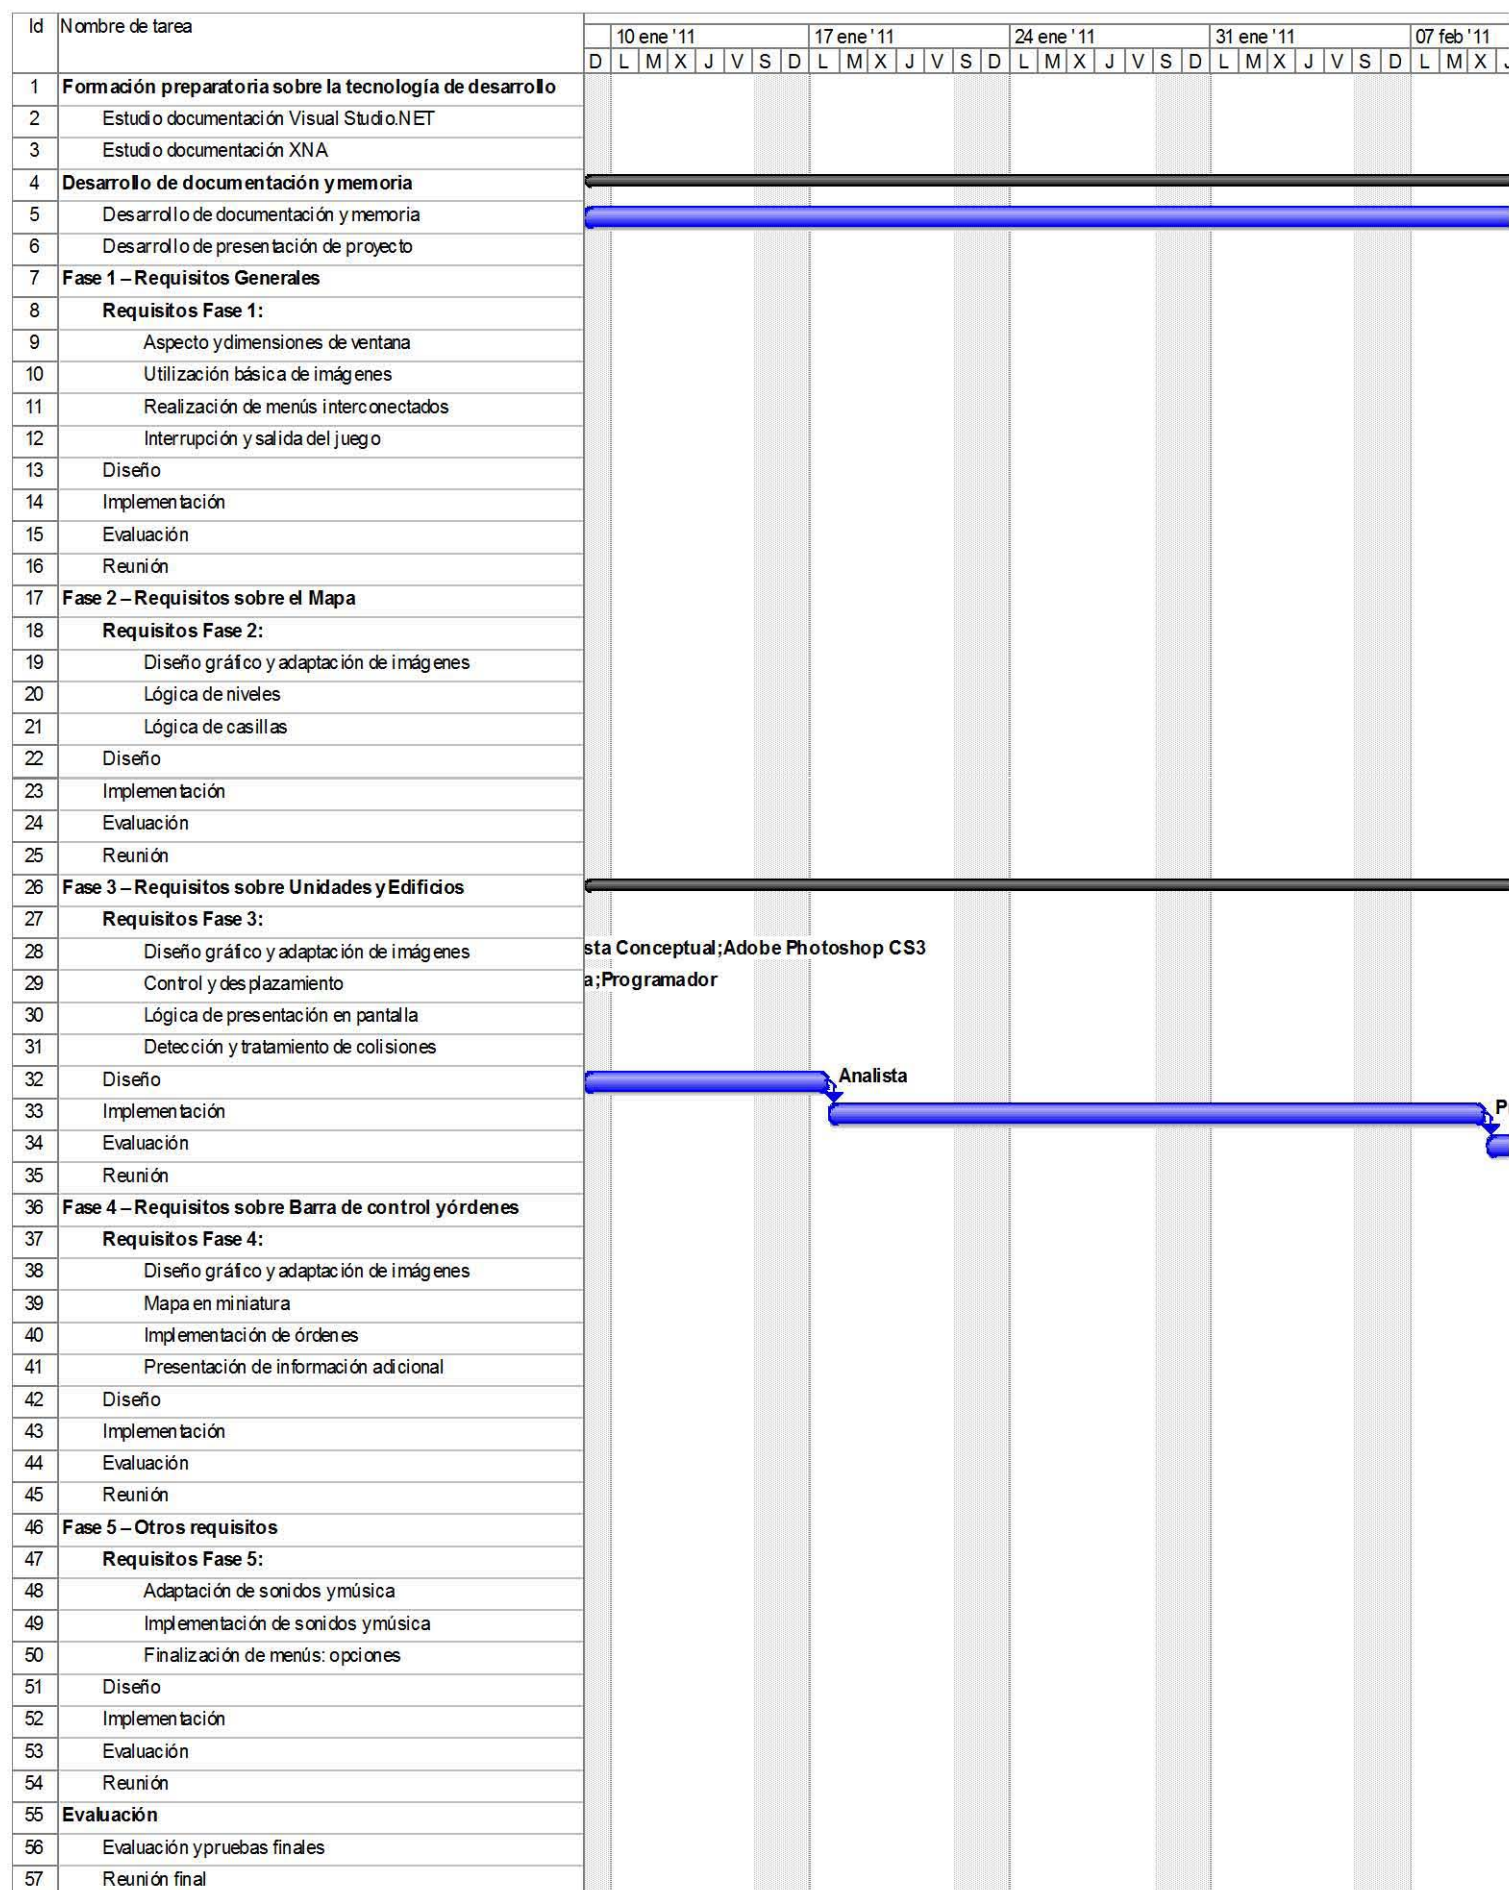 Id Nombre de tarea
10 ene '11 17 ene '11 24 ene '11 31 ene '11 07 feb '11
D L M X J V S D L M X J V S D L M X J V S D L M X J V S D L M X J
1 Formación preparatoria sobre la tecnología de desarrollo
2 Estudio documentación Visual Studio.NET
3 Estudio documentación XNA
4 Desarrollo de documentación y memoria
5 Desarrollo de documentación y memoria
6 Desarrollo de presentación de proyecto
7 Fase 1 – Requisitos Generales
8 Requisitos Fase 1:
9 Aspecto y dimensiones de ventana
10 Utilización básica de imágenes
11 Realización de menús interconectados
12 Interrupción y salida del juego
13 Diseño
14 Implementación
15 Evaluación
16 Reunión
17 Fase 2 – Requisitos sobre el Mapa
18 Requisitos Fase 2:
19 Diseño gráfico y adaptación de imágenes
20 Lógica de niveles
21 Lógica de casillas
22 Diseño
23 Implementación
24 Evaluación
25 Reunión
26 Fase 3 – Requisitos sobre Unidades y Edificios
27 Requisitos Fase 3:
28 Diseño gráfico y adaptación de imágenes sta Conceptual;Adobe Photoshop CS3
29 Control y desplazamiento a;Programador
30 Lógica de presentación en pantalla
31 Detección y tratamiento de colisiones
32 Diseño Analista
33 Implementación P
34 Evaluación
35 Reunión
36 Fase 4 – Requisitos sobre Barra de control y órdenes
37 Requisitos Fase 4:
38 Diseño gráfico y adaptación de imágenes
39 Mapa en miniatura
40 Implementación de órdenes
41 Presentación de información adicional
42 Diseño
43 Implementación
44 Evaluación
45 Reunión
46 Fase 5 – Otros requisitos
47 Requisitos Fase 5:
48 Adaptación de sonidos y música
49 Implementación de sonidos y música
50 Finalización de menús: opciones
51 Diseño
52 Implementación
53 Evaluación
54 Reunión
55 Evaluación
56 Evaluación y pruebas finales
57 Reunión final